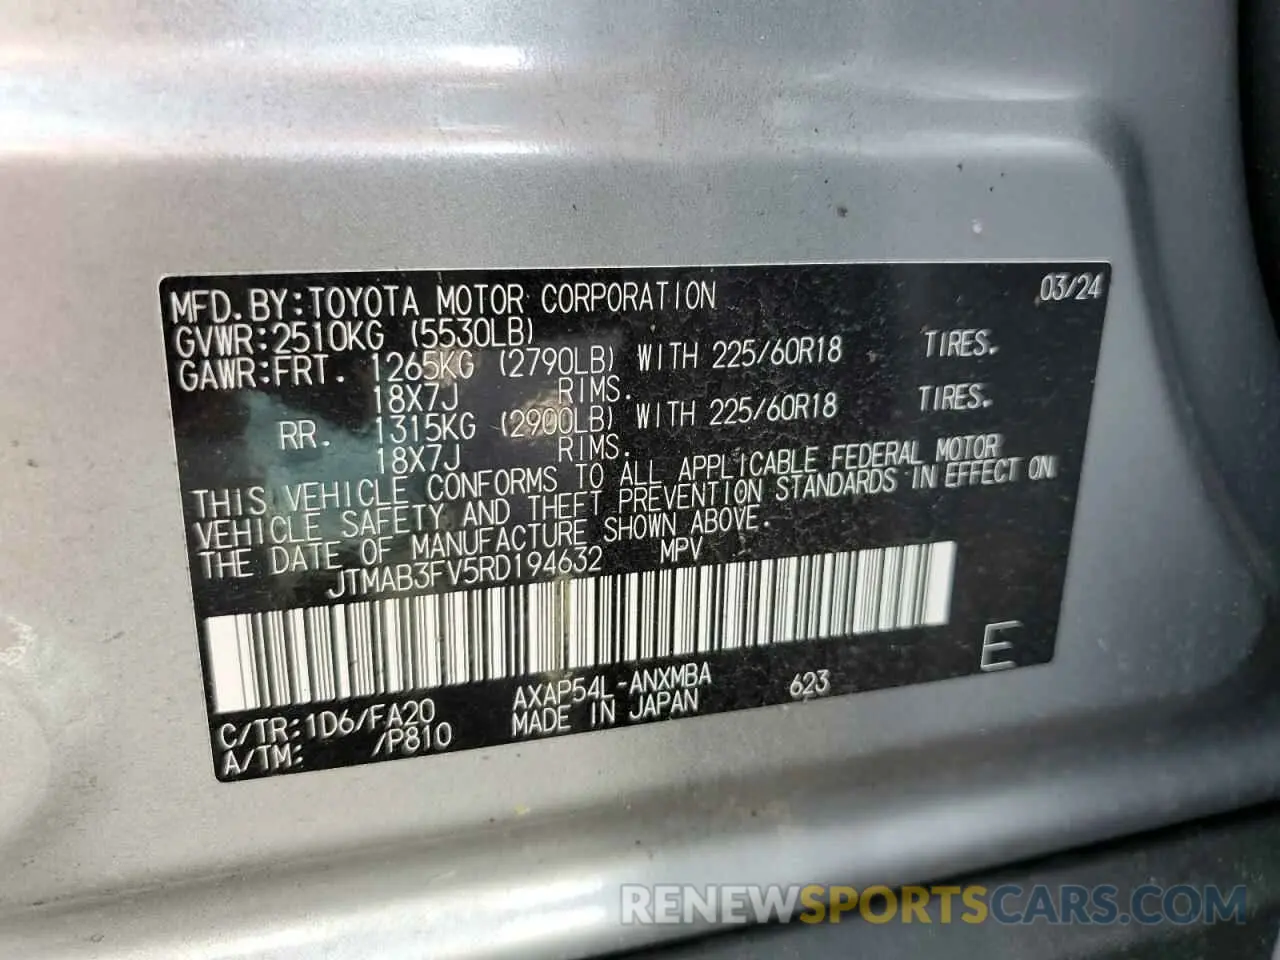 MFD. BY: TOYOTA MOTOR CORPORATION 03/24
GVWR: 2510KG (5530LB)
GAWR: FRT. 1265KG (2790LB) WITH 225/60R18 TIRES.
18X7J RIMS.
RR. 1315KG (2900LB) WITH 225/60R18 TIRES.
18X7J RIMS.
THIS VEHICLE CONFORMS TO ALL APPLICABLE FEDERAL MOTOR
VEHICLE SAFETY AND THEFT PREVENTION STANDARDS IN EFFECT ON
THE DATE OF MANUFACTURE SHOWN ABOVE.
JTMAB3FV5RD194632 MPV
C/TR: 1D6/FA20 AXAP54L-ANXMBA 623 E
A/TM: /P810 MADE IN JAPAN
RENEWSPORTSCARS.COM